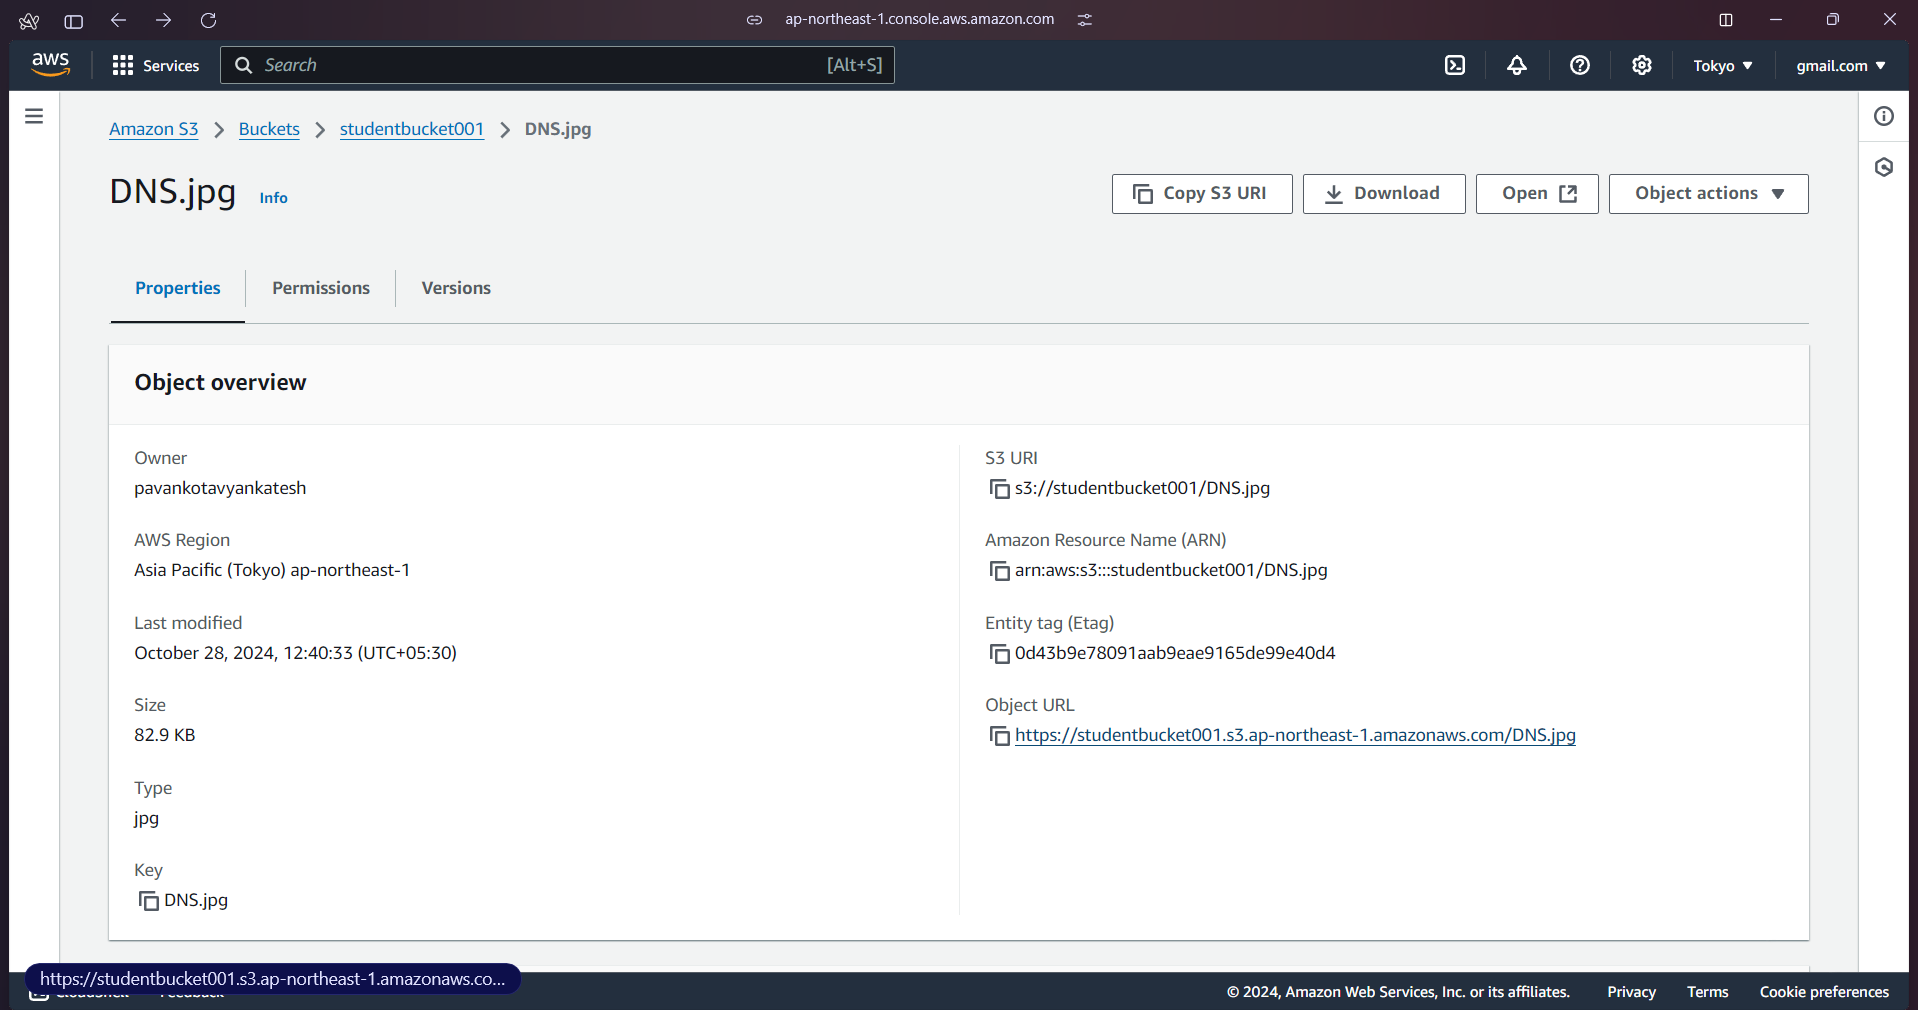 ap-northeast-1.console.aws.amazon.com
aws
Services
Search
[Alt+S]
Tokyo
gmail.com
Amazon S3
Buckets
studentbucket001
DNS.jpg
DNS.jpg
Info
Copy S3 URI
Download
Open
Object actions
Properties
Permissions
Versions
Object overview
Owner
pavankotavyankatesh
AWS Region
Asia Pacific (Tokyo) ap-northeast-1
Last modified
October 28, 2024, 12:40:33 (UTC+05:30)
Size
82.9 KB
Type
jpg
Key
DNS.jpg
S3 URI
s3://studentbucket001/DNS.jpg
Amazon Resource Name (ARN)
arn:aws:s3:::studentbucket001/DNS.jpg
Entity tag (Etag)
0d43b9e78091aab9eae9165de99e40d4
Object URL
https://studentbucket001.s3.ap-northeast-1.amazonaws.com/DNS.jpg
https://studentbucket001.s3.ap-northeast-1.amazonaws.co...
CloudShell
Feedback
© 2024, Amazon Web Services, Inc. or its affiliates.
Privacy
Terms
Cookie preferences